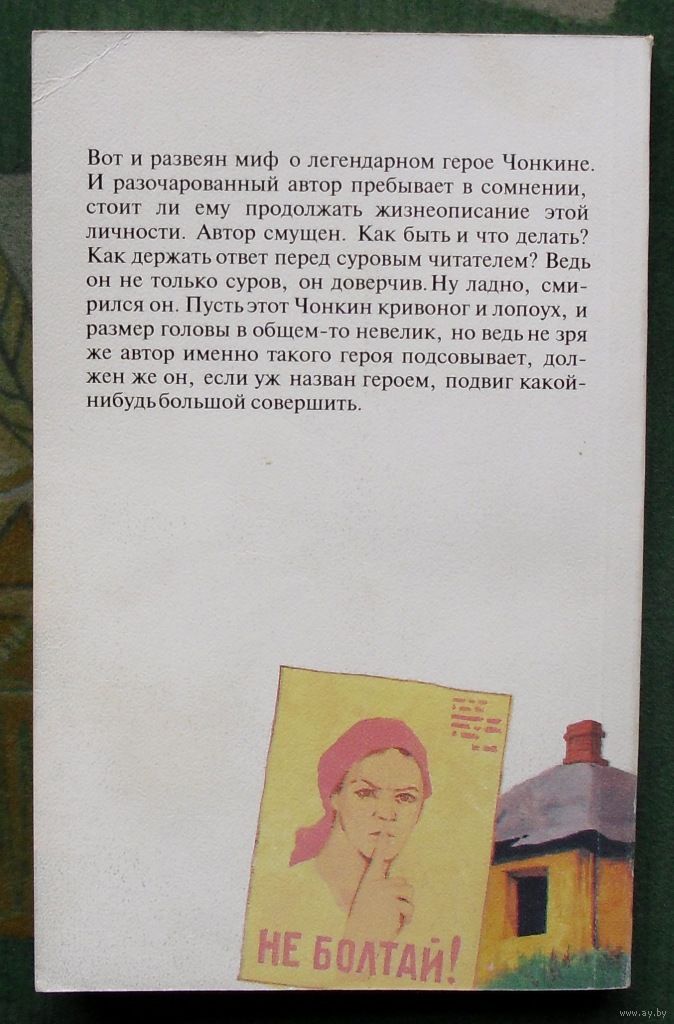 Вот и развеян миф о легендарном герое Чонкине.
И разочарованный автор пребывает в сомнении,
стоит ли ему продолжать жизнеописание этой
личности. Автор смущен. Как быть и что делать?
Как держать ответ перед суровым читателем? Ведь
он не только суров, он доверчив. Ну ладно, сми-
рился он. Пусть этот Чонкин кривоног и лопоух, и
размер головы в общем-то невелик, но ведь не зря
же автор именно такого героя подсовывает, дол-
жен же он, если уж назван героем, подвиг какой-
нибудь большой совершить.
НЕ БОЛТАЙ!
www.ay.by